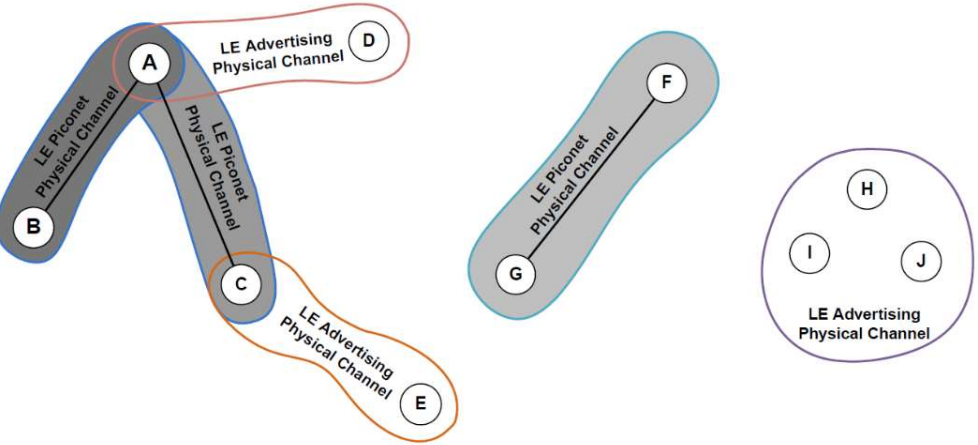 A
LE Advertising
Physical Channel
D
LE Piconet
Physical Channel
LE Piconet
Physical Channel
B
C
LE Advertising
Physical Channel
E
F
LE Piconet
Physical Channel
G
H
I
J
LE Advertising
Physical Channel